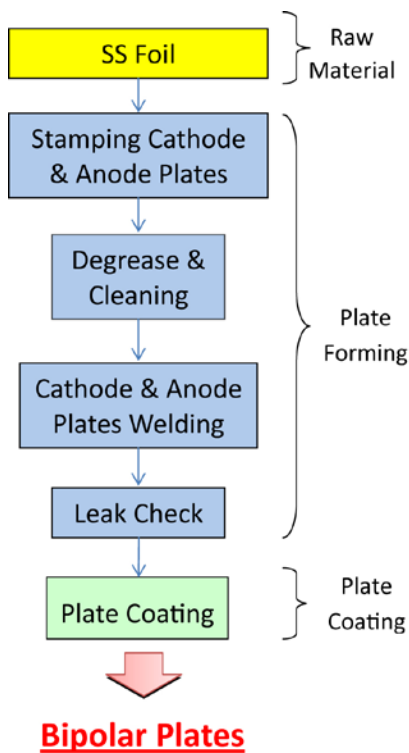 SS Foil
Raw
Material
Stamping Cathode
& Anode Plates
Degrease &
Cleaning
Cathode & Anode
Plates Welding
Leak Check
Plate
Forming
Plate Coating
Plate
Coating
Bipolar Plates